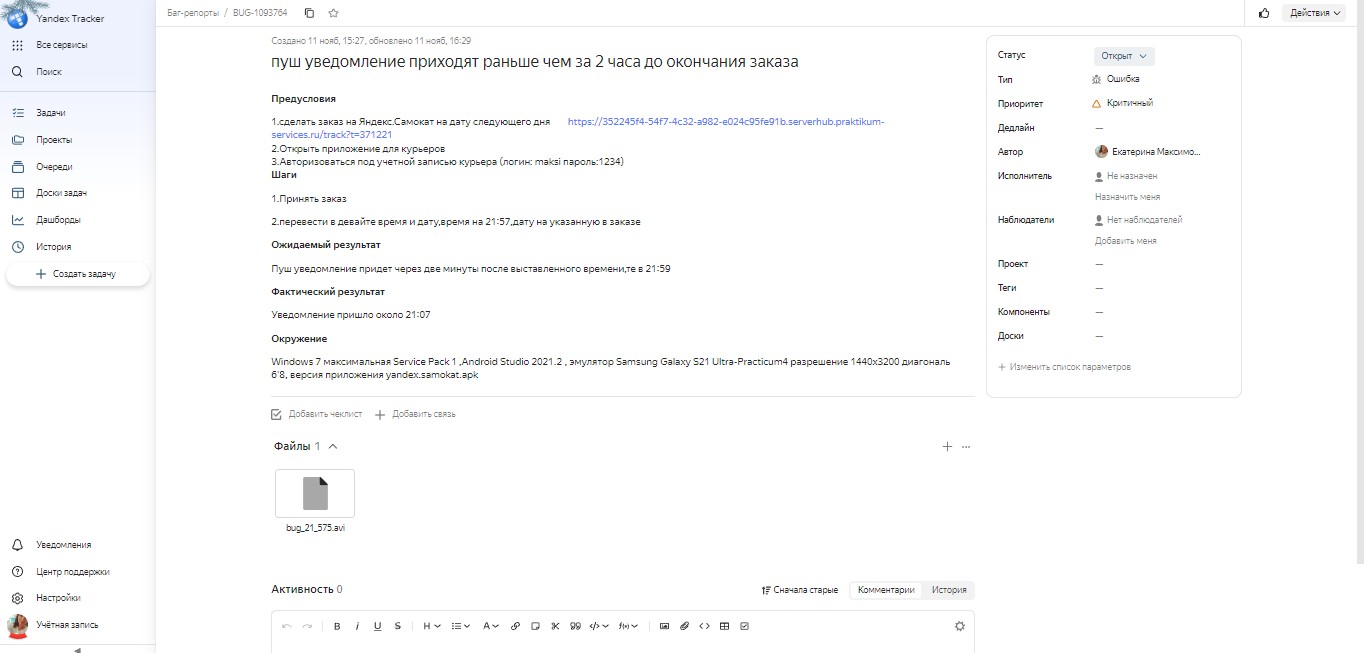 Yandex Tracker
Все сервисы
Поиск
Задачи
Проекты
Очереди
Доски задач
Дашборды
История
Создать задачу
Уведомления
Центр поддержки
Настройки
Учётная запись
Баг-репорты / BUG-1093764
Действия
Создано 11 нояб, 15:27, обновлено 11 нояб, 16:29
пуш уведомление приходят раньше чем за 2 часа до окончания заказа
Предусловия
1.сделать заказ на Яндекс.Самокат на дату следующего дня https://352245f4-54f7-4c32-a982-e024c95fe91b.serverhub.praktikum-
services.ru/track?t=371221
2.Открыть приложение для курьеров
3.Авторизоваться под учетной записью курьера (логин: maksi пароль:1234)
Шаги
1.Принять заказ
2.перевести в девайте время и дату,время на 21:57,дату на указанную в заказе
Ожидаемый результат
Пуш уведомление придет через две минуты после выставленного времени,те в 21:59
Фактический результат
Уведомление пришло около 21:07
Окружение
Windows 7 максимальная Service Pack 1 ,Android Studio 2021.2 , эмулятор Samsung Galaxy S21 Ultra-Practicum4 разрешение 1440x3200 диагональ
6'8, версия приложения yandex.samokat.apk
Добавить чеклист Добавить связь
Файлы 1
bug_21_575.avi
Активность 0
Сначала старые Комментарии История
B i U S H A
Статус Открыт
Тип Ошибка
Приоритет Критичный
Дедлайн —
Автор Екатерина Максимо...
Исполнитель Не назначен
Назначить меня
Наблюдатели Нет наблюдателей
Добавить меня
Проект —
Теги —
Компоненты —
Доски —
Изменить список параметров